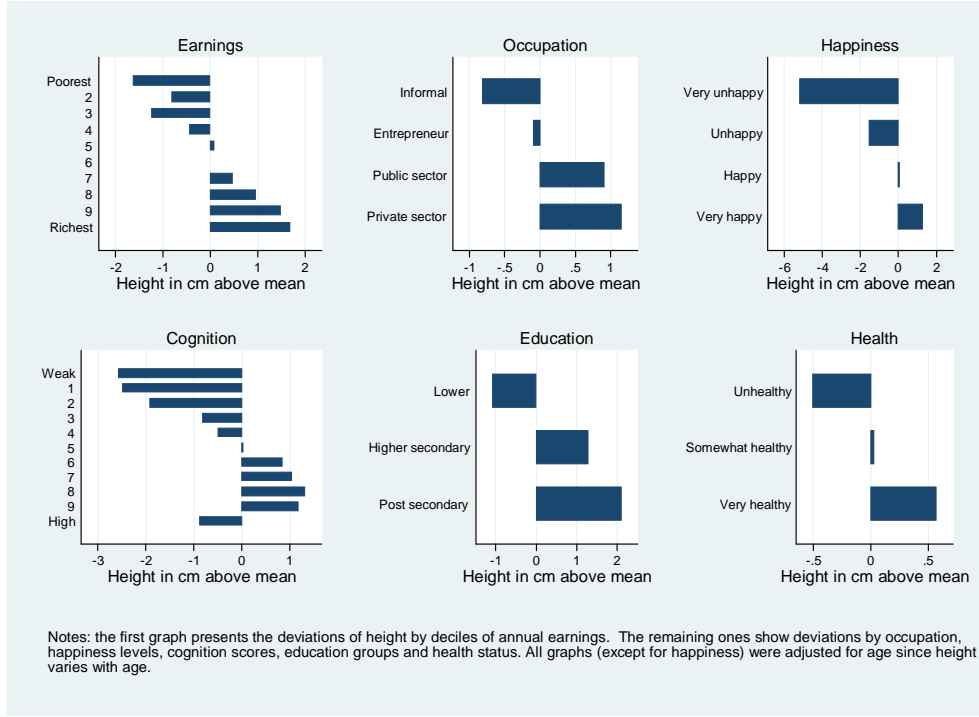 Earnings
Poorest
2
3
4
5
6
7
8
9
Richest
-2 -1 0 1 2
Height in cm above mean
Occupation
Informal
Entrepreneur
Public sector
Private sector
-1 -.5 0 .5 1
Height in cm above mean
Happiness
Very unhappy
Unhappy
Happy
Very happy
-6 -4 -2 0 2
Height in cm above mean
Cognition
Weak
1
2
3
4
5
6
7
8
9
High
-3 -2 -1 0 1
Height in cm above mean
Education
Lower
Higher secondary
Post secondary
-1 0 1 2
Height in cm above mean
Health
Unhealthy
Somewhat healthy
Very healthy
-.5 0 .5
Height in cm above mean
Notes: the first graph presents the deviations of height by deciles of annual earnings.  The remaining ones show deviations by occupation,
happiness levels, cognition scores, education groups and health status. All graphs (except for happiness) were adjusted for age since height
varies with age.